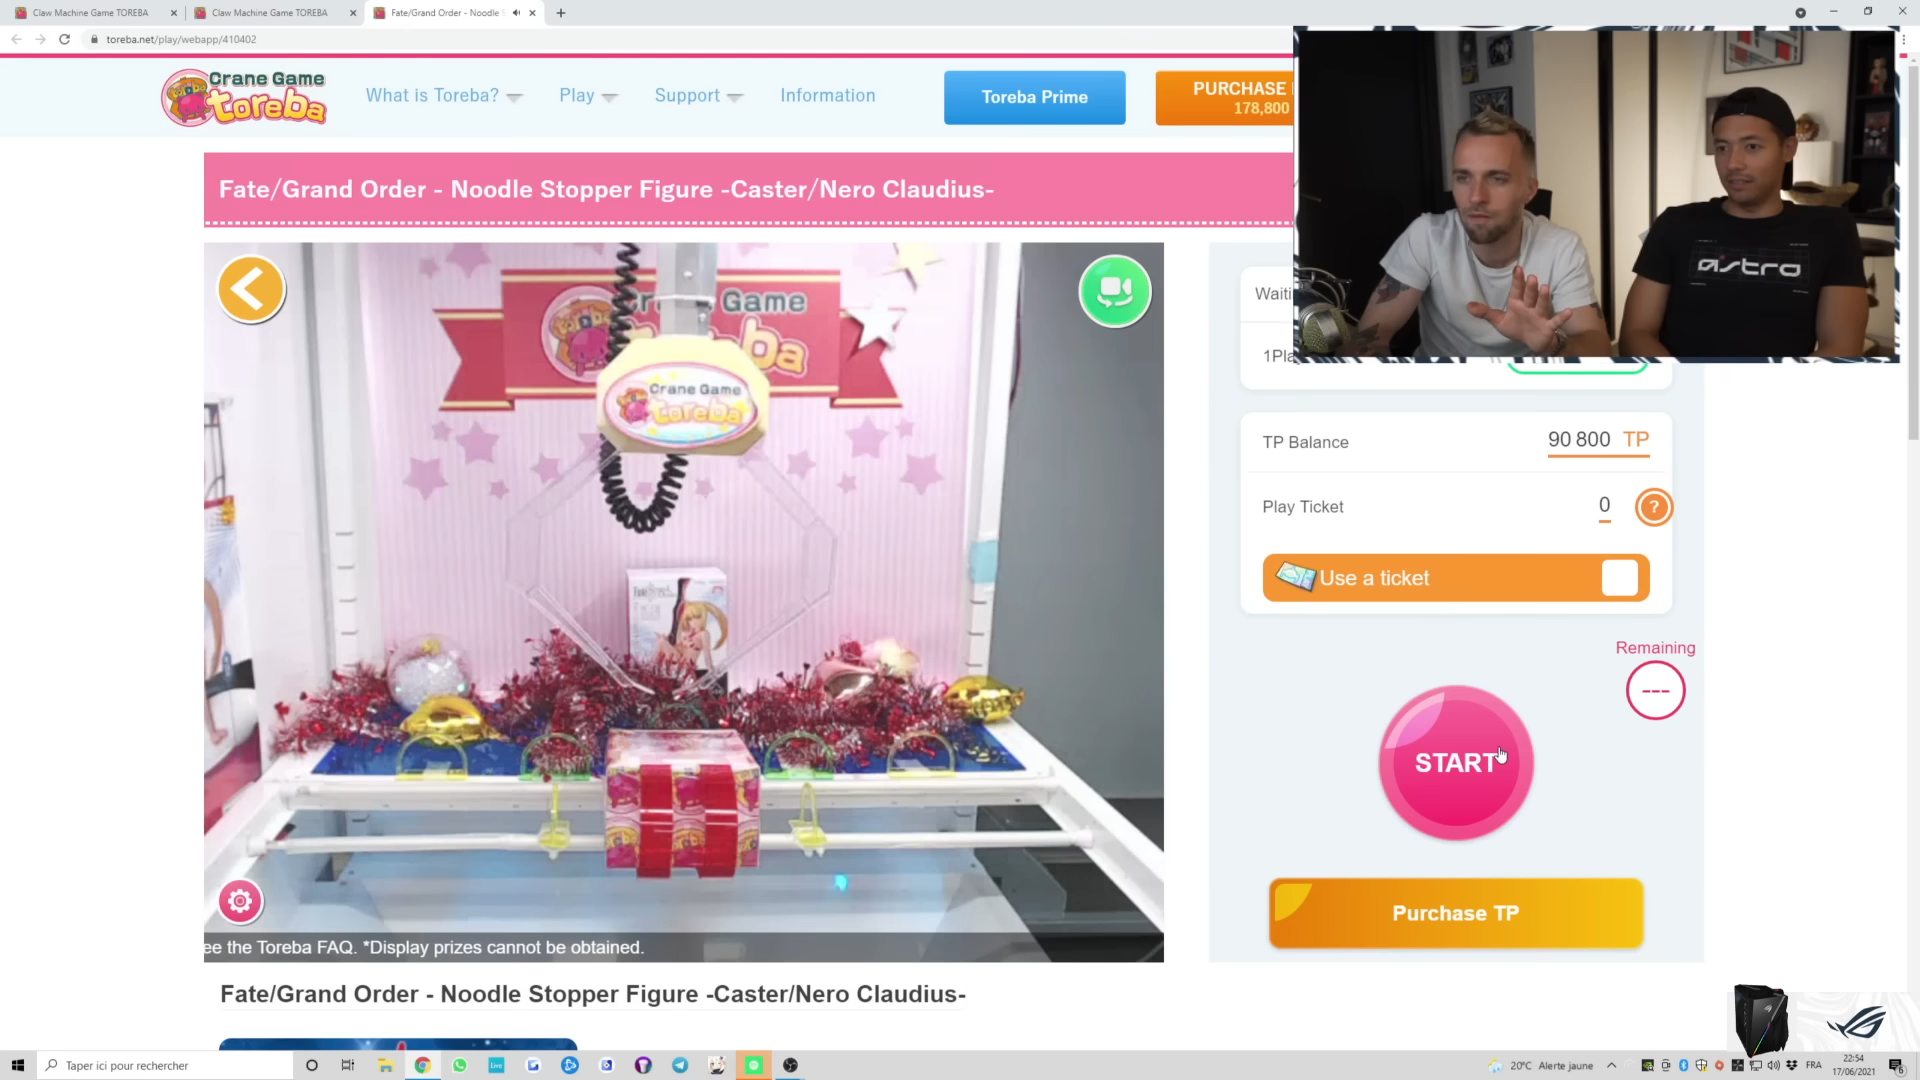 Claw Machine Game TOREBA
Claw Machine Game TOREBA
Fate/Grand Order - Noodle
toreba.net/play/webapp/410402
Crane Game
toreba
What is Toreba?
Play
Support
Information
Toreba Prime
PURCHASE
178,800
Fate/Grand Order - Noodle Stopper Figure -Caster/Nero Claudius-
Crane Game
toreba
Crane Game
toreba
astro
Waiti
1Pla
TP Balance
90 800 TP
Play Ticket
0
?
Use a ticket
Remaining
---
START
Purchase TP
ee the Toreba FAQ. *Display prizes cannot be obtained.
Fate/Grand Order - Noodle Stopper Figure -Caster/Nero Claudius-
Taper ici pour rechercher
Live
20°C Alerte jaune
FRA
22:54
17/06/2021